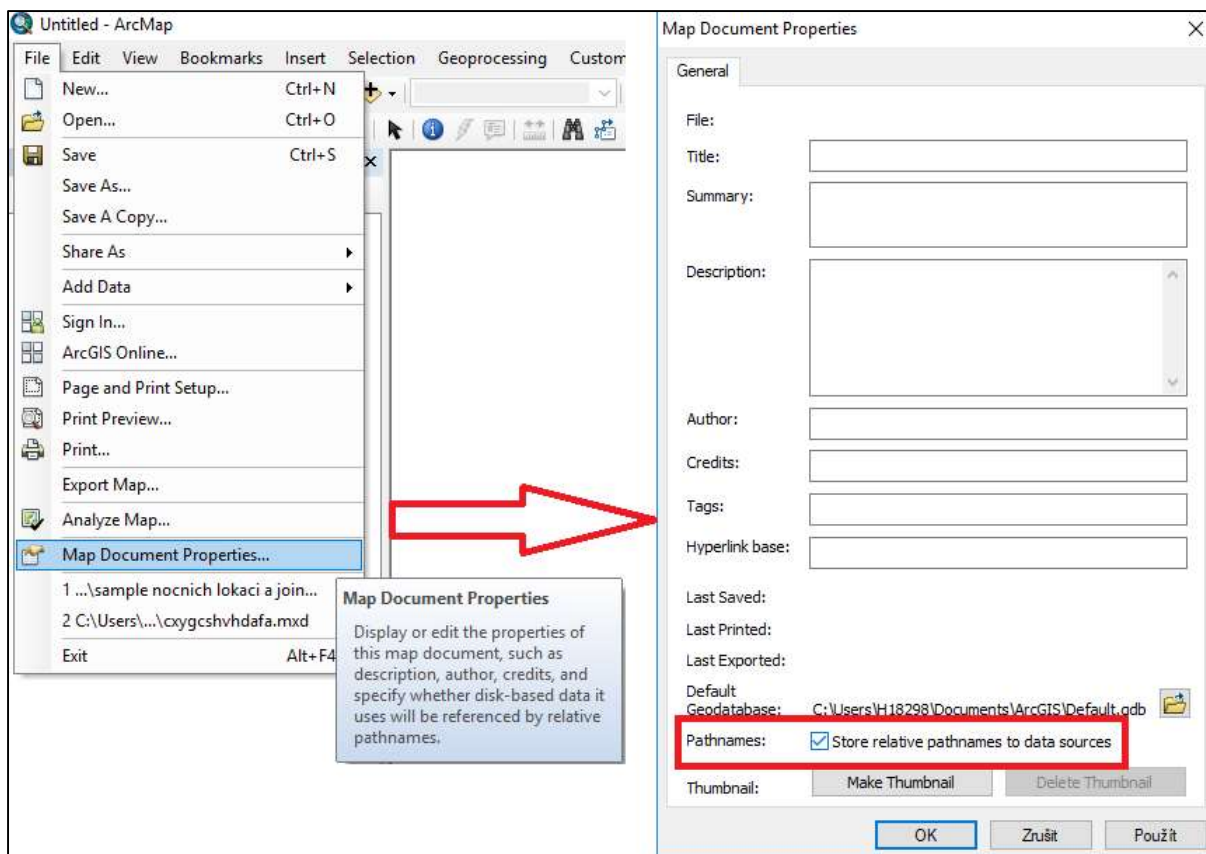 Untitled - ArcMap
File Edit View Bookmarks Insert Selection Geoprocessing Custom
New... Ctrl+N
Open... Ctrl+O
Save Ctrl+S
Save As...
Save A Copy...
Share As
Add Data
Sign In...
ArcGIS Online...
Page and Print Setup...
Print Preview...
Print...
Export Map...
Analyze Map...
Map Document Properties...
1 ...\sample nocnich lokaci a join...
2 C:\Users\...\cxygcshvhdafa.mxd
Exit Alt+F4
Map Document Properties
Display or edit the properties of
this map document, such as
description, author, credits, and
specify whether disk-based data it
uses will be referenced by relative
pathnames.
Map Document Properties
General
File:
Title:
Summary:
Description:
Author:
Credits:
Tags:
Hyperlink base:
Last Saved:
Last Printed:
Last Exported:
Default
Geodatabase: C:\Users\H18298\Documents\ArcGIS\Default.gdb
Pathnames: Store relative pathnames to data sources
Thumbnail: Make Thumbnail Delete Thumbnail
OK Zrušit Použít